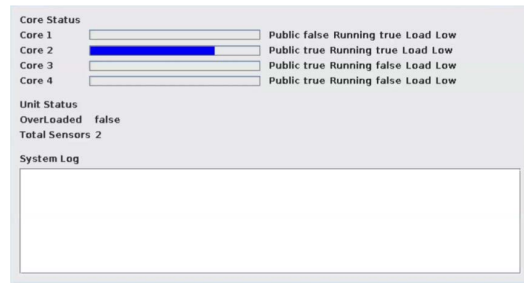 Core Status
Core 1 Public false Running true Load Low
Core 2 Public true Running true Load Low
Core 3 Public true Running false Load Low
Core 4 Public true Running false Load Low
Unit Status
OverLoaded false
Total Sensors 2
System Log